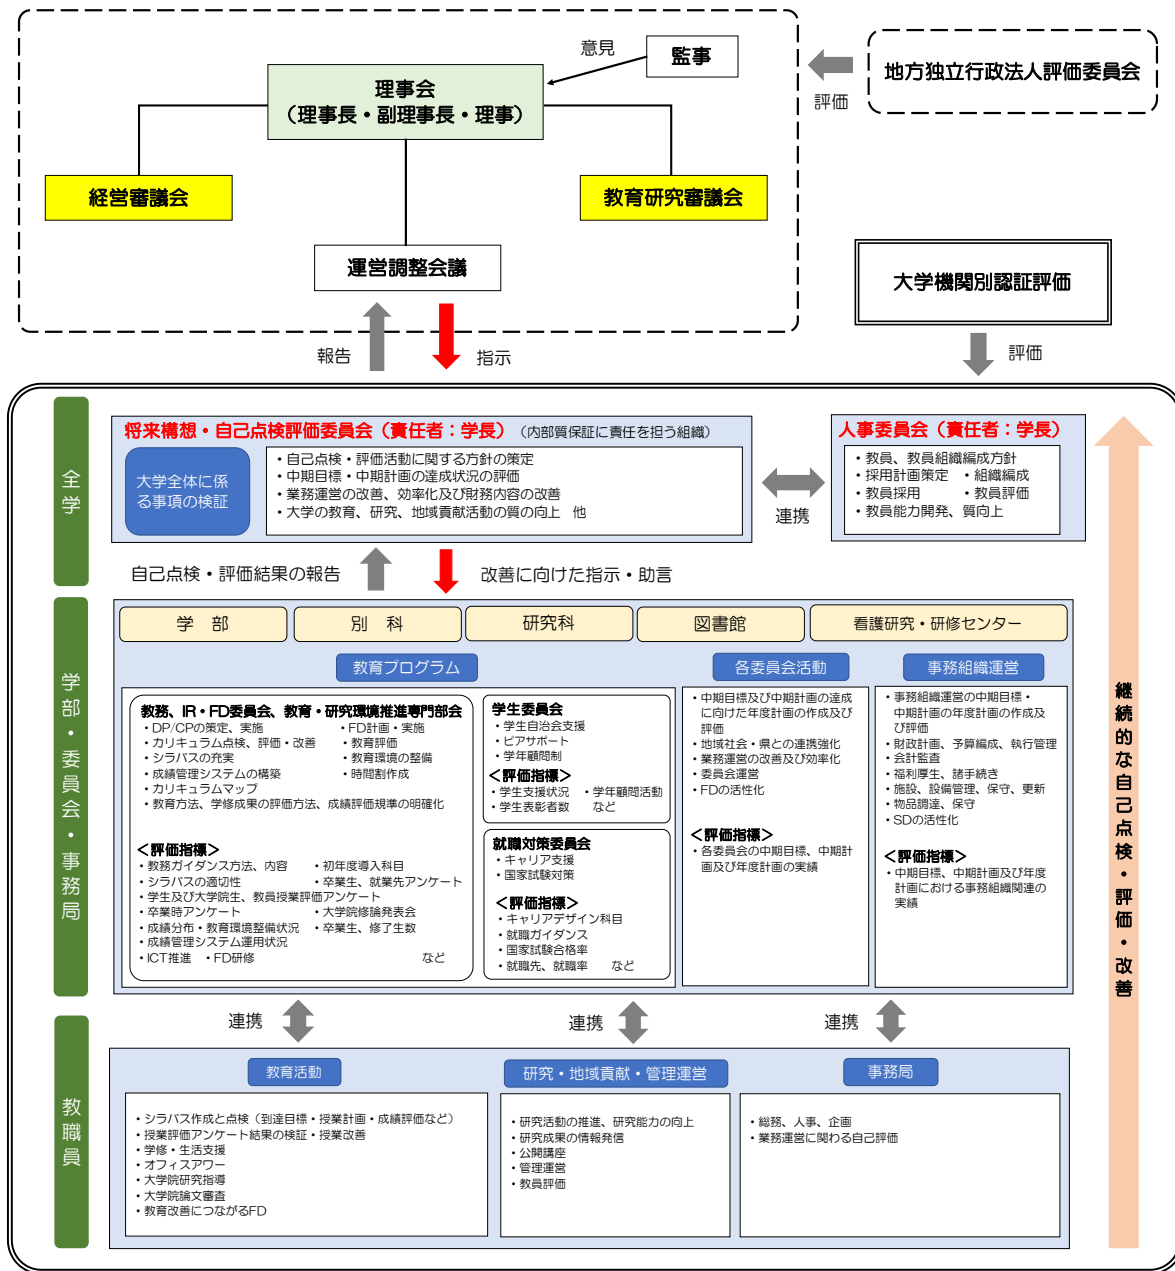 意見
監事
地方独立行政法人評価委員会
評価
理事会
（理事長・副理事長・理事）
経営審議会
教育研究審議会
運営調整会議
大学機関別認証評価
報告
指示
評価
全学
将来構想・自己点検評価委員会（責任者：学長）（内部質保証に責任を担う組織）
大学全体に係
る事項の検証
・自己点検・評価活動に関する方針の策定
・中期目標・中期計画の達成状況の評価
・業務運営の改善、効率化及び財務内容の改善
・大学の教育、研究、地域貢献活動の質の向上　他
連携
人事委員会（責任者：学長）
・教員、教員組織編成方針
・採用計画策定　・組織編成
・教員採用　　　・教員評価
・教員能力開発、質向上
自己点検・評価結果の報告
改善に向けた指示・助言
学部・委員会・事務局
学　部
別　科
研究科
図書館
看護研究・研修センター
教育プログラム
各委員会活動
事務組織運営
教務、IR・FD委員会、教育・研究環境推進専門部会
・DP/CPの策定、実施　・FD計画・実施
・カリキュラム点検、評価・改善　・教育評価
・シラバスの充実　・教育環境の整備
・成績管理システムの構築　・時間割作成
・カリキュラムマップ
・教育方法、学修成果の評価方法、成績評価規準の明確化
＜評価指標＞
・教務ガイダンス方法、内容　・初年度導入科目
・シラバスの適切性　・卒業生、就業先アンケート
・学生及び大学院生、教員授業評価アンケート
・卒業時アンケート　・大学院修論発表会
・成績分布・教育環境整備状況　・卒業生、修了生数
・成績管理システム運用状況
・ICT推進　・FD研修　など
学生委員会
・学生自治会支援
・ピアサポート
・学年顧問制
＜評価指標＞
・学生支援状況　・学年顧問活動
・学生表彰者数　など
就職対策委員会
・キャリア支援
・国家試験対策
＜評価指標＞
・キャリアデザイン科目
・就職ガイダンス
・国家試験合格率
・就職先、就職率　など
・中期目標及び中期計画の達成
に向けた年度計画の作成及び
評価
・地域社会・県との連携強化
・業務運営の改善及び効率化
・委員会運営
・FDの活性化
＜評価指標＞
・各委員会の中期目標、中期計
画及び年度計画の実績
・事務組織運営の中期目標・
中期計画の年度計画の作成及
び評価
・財政計画、予算編成、執行管理
・会計監査
・福利厚生、諸手続き
・施設、設備管理、保守、更新
・物品調達、保守
・SDの活性化
＜評価指標＞
・中期目標、中期計画及び年度
計画における事務組織関連の
実績
継続的な自己点検・評価・改善
連携
連携
連携
教職員
教育活動
研究・地域貢献・管理運営
事務局
・シラバス作成と点検（到達目標・授業計画・成績評価など）
・授業評価アンケート結果の検証・授業改善
・学修・生活支援
・オフィスアワー
・大学院研究指導
・大学院論文審査
・教育改善につながるFD
・研究活動の推進、研究能力の向上
・研究成果の情報発信
・公開講座
・管理運営
・教員評価
・総務、人事、企画
・業務運営に関わる自己評価